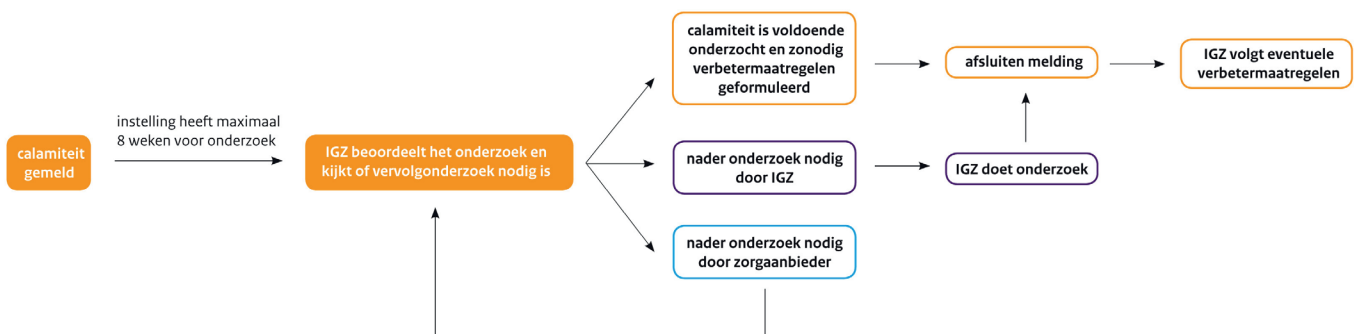 calamiteit
gemeld
instelling heeft maximaal
8 weken voor onderzoek
IGZ beoordeelt het onderzoek en
kijkt of vervolgonderzoek nodig is
calamiteit is voldoende
onderzocht en zonodig
verbetermaatregelen
geformuleerd
nader onderzoek nodig
door IGZ
nader onderzoek nodig
door zorgaanbieder
afsluiten melding
IGZ doet onderzoek
IGZ volgt eventuele
verbetermaatregelen